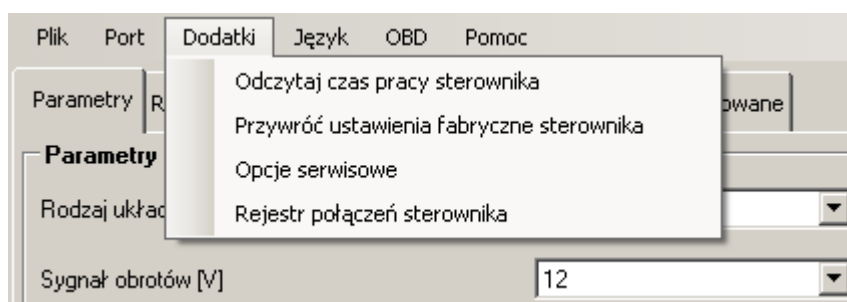 Plik Port Dodatki Język OBD Pomoc
Odczytaj czas pracy sterownika
Przywróć ustawienia fabryczne sterownika
Opcje serwisowe
Rejestr połączeń sterownika
Parametry
Parametry
Rodzaj
Sygnał obrotów [V] 12